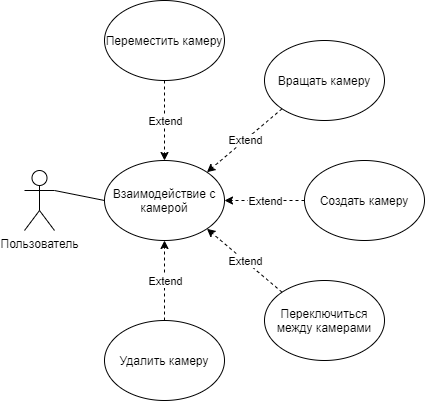 Переместить камеру
Extend
Вращать камеру
Extend
Взаимодействие с
камерой
Extend
Создать камеру
Пользователь
Extend
Extend
Переключиться
между камерами
Удалить камеру